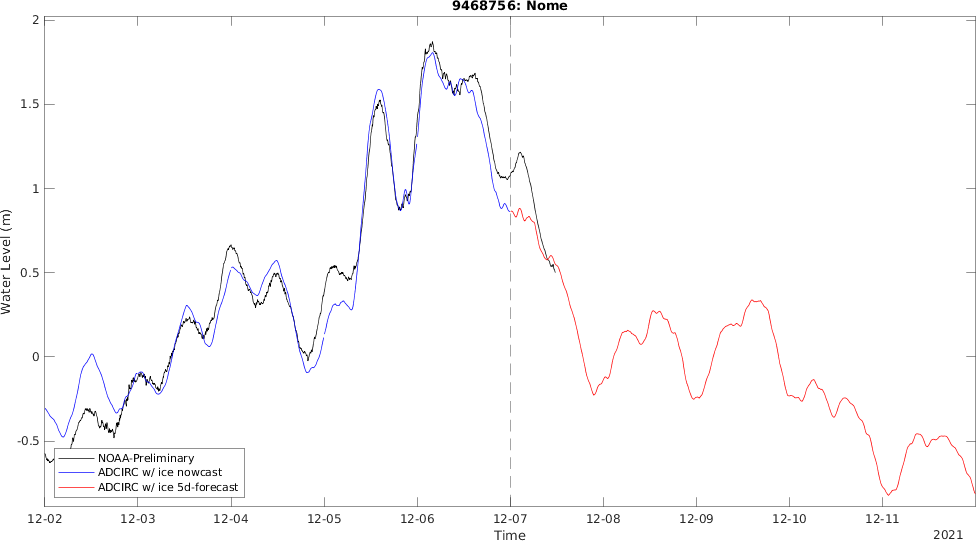 9468756: Nome
2
1.5
1
0.5
0
-0.5
Water Level (m)
NOAA-Preliminary
ADCIRC w/ ice nowcast
ADCIRC w/ ice 5d-forecast
12-02 12-03 12-04 12-05 12-06 12-07 12-08 12-09 12-10 12-11
Time
2021